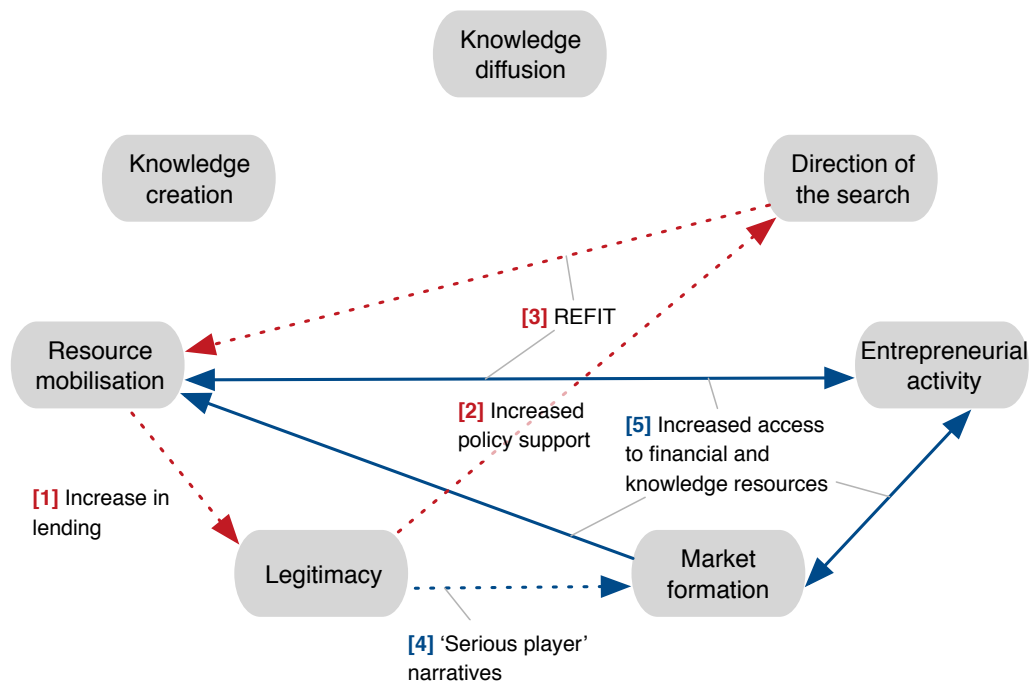 Knowledge
diffusion
Knowledge
creation
Direction of
the search
[3] REFIT
Resource
mobilisation
Entrepreneurial
activity
[2] Increased
policy support
[5] Increased access
to financial and
knowledge resources
[1] Increase in
lending
Legitimacy
Market
formation
[4] ‘Serious player’
narratives